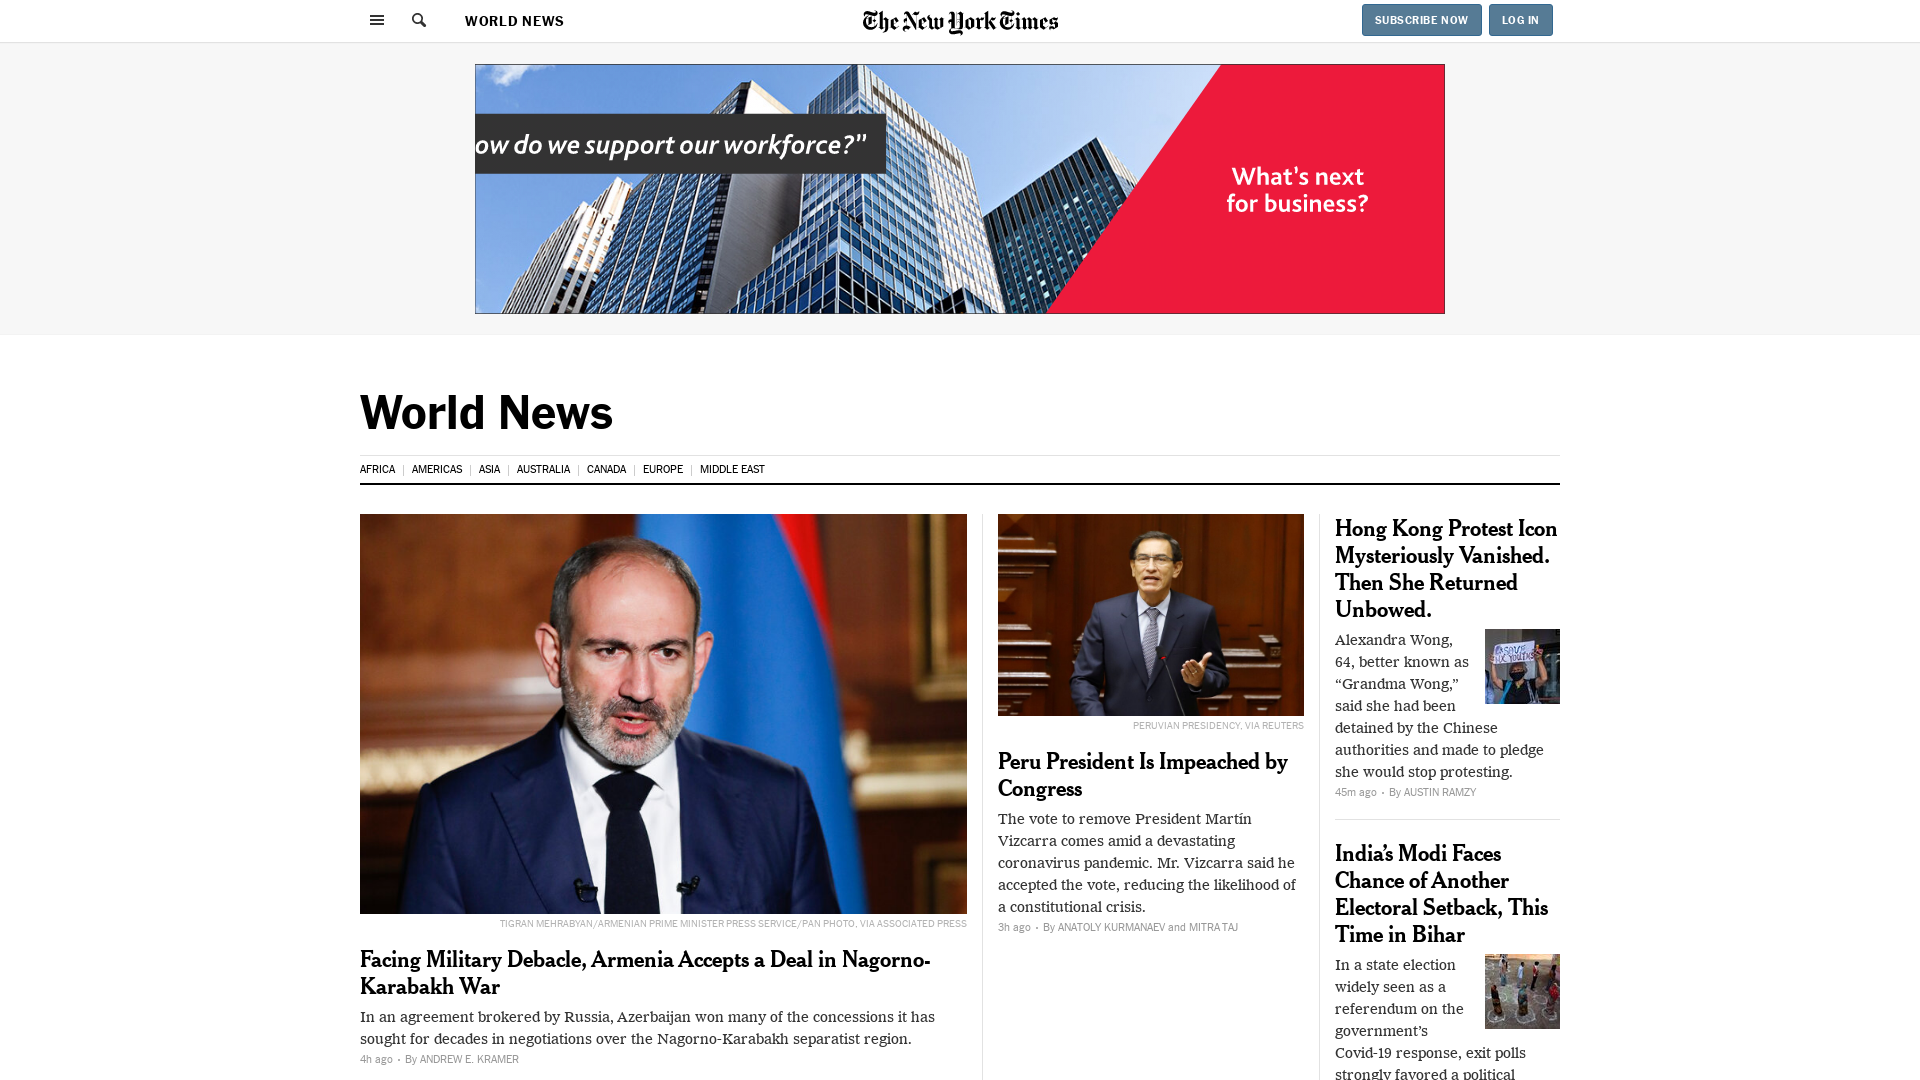 WORLD NEWS
The New York Times
SUBSCRIBE NOW
LOG IN
ow do we support our workforce?”
What’s next
for business?
World News
AFRICA
AMERICAS
ASIA
AUSTRALIA
CANADA
EUROPE
MIDDLE EAST
TIGRAN MEHRABYAN/ARMENIAN PRIME MINISTER PRESS SERVICE/PAN PHOTO, VIA ASSOCIATED PRESS
Facing Military Debacle, Armenia Accepts a Deal in Nagorno-
Karabakh War
In an agreement brokered by Russia, Azerbaijan won many of the concessions it has
sought for decades in negotiations over the Nagorno-Karabakh separatist region.
4h ago • By ANDREW E. KRAMER
PERUVIAN PRESIDENCY, VIA REUTERS
Peru President Is Impeached by
Congress
The vote to remove President Martín
Vizcarra comes amid a devastating
coronavirus pandemic. Mr. Vizcarra said he
accepted the vote, reducing the likelihood of
a constitutional crisis.
3h ago • By ANATOLY KURMANAEV and MITRA TAJ
Hong Kong Protest Icon
Mysteriously Vanished.
Then She Returned
Unbowed.
Alexandra Wong,
64, better known as
“Grandma Wong,”
said she had been
detained by the Chinese
authorities and made to pledge
she would stop protesting.
45m ago • By AUSTIN RAMZY
India’s Modi Faces
Chance of Another
Electoral Setback, This
Time in Bihar
In a state election
widely seen as a
referendum on the
government’s
Covid-19 response, exit polls
strongly favored a political